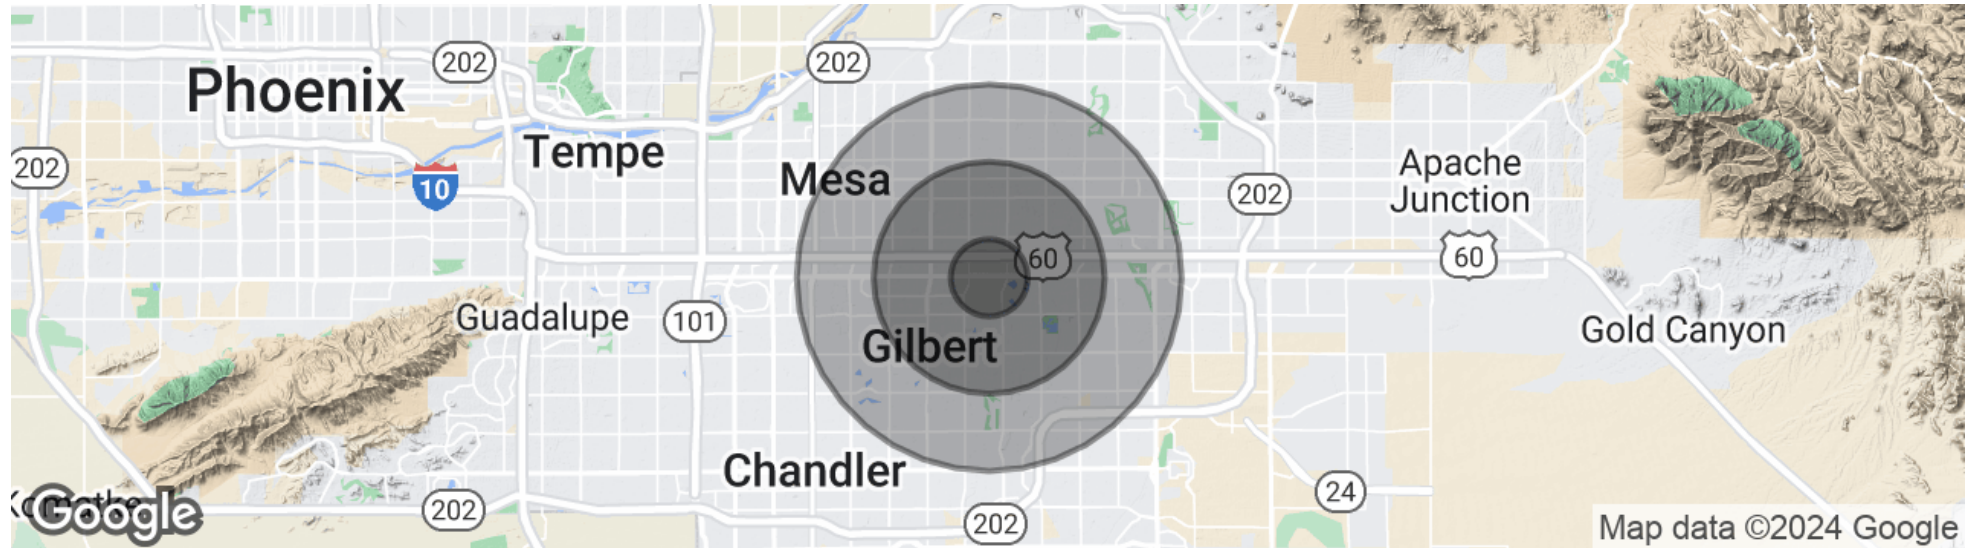 202
202
Phoenix
Tempe
202
10
Mesa
Apache
Junction
202
60
60
Guadalupe
101
Gilbert
Gold Canyon
Chandler
24
Komatke
Google
202
202
Map data ©2024 Google